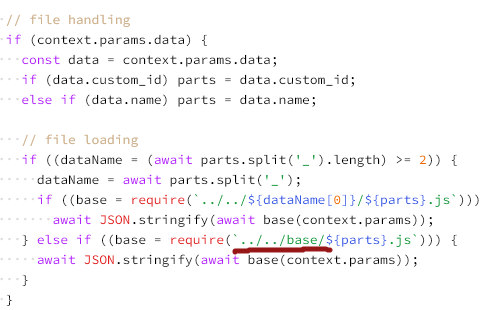 // file handling
if (context.params.data) {
const data = context.params.data;
if (data.custom_id) parts = data.custom_id;
else if (data.name) parts = data.name;
// file loading
if ((dataName = (await parts.split('_').length) >= 2)) {
dataName = await parts.split('_');
if ((base = require(`../../${dataName[0]}/${parts}.js`)))
await JSON.stringify(await base(context.params));
} else if ((base = require(`../../base/${parts}.js`))) {
await JSON.stringify(await base(context.params));
}
}